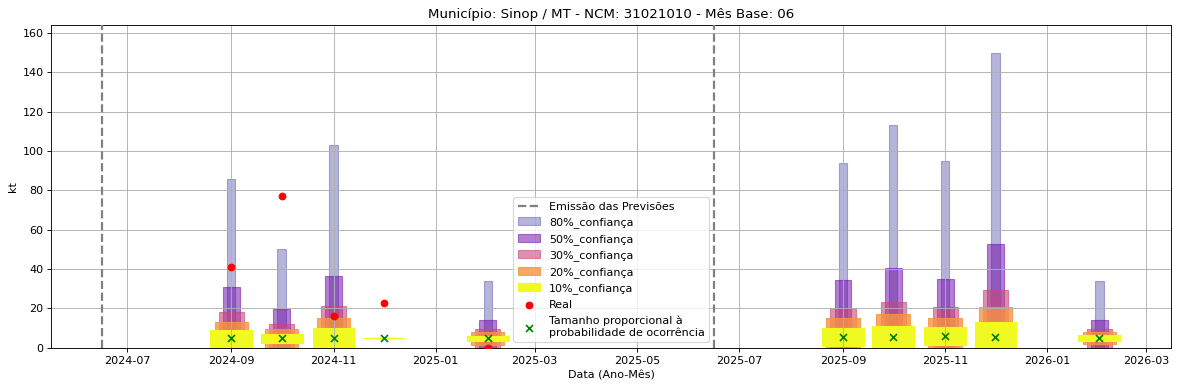 Município: Sinop / MT - NCM: 31021010 - Mês Base: 06
160
140
120
100
80
60
40
20
0
kt
Emissão das Previsões
80%_confiança
50%_confiança
30%_confiança
20%_confiança
10%_confiança
Real
Tamanho proporcional à
probabilidade de ocorrência
2024-07 2024-09 2024-11 2025-01 2025-03 2025-05 2025-07 2025-09 2025-11 2026-01 2026-03
Data (Ano-Mês)